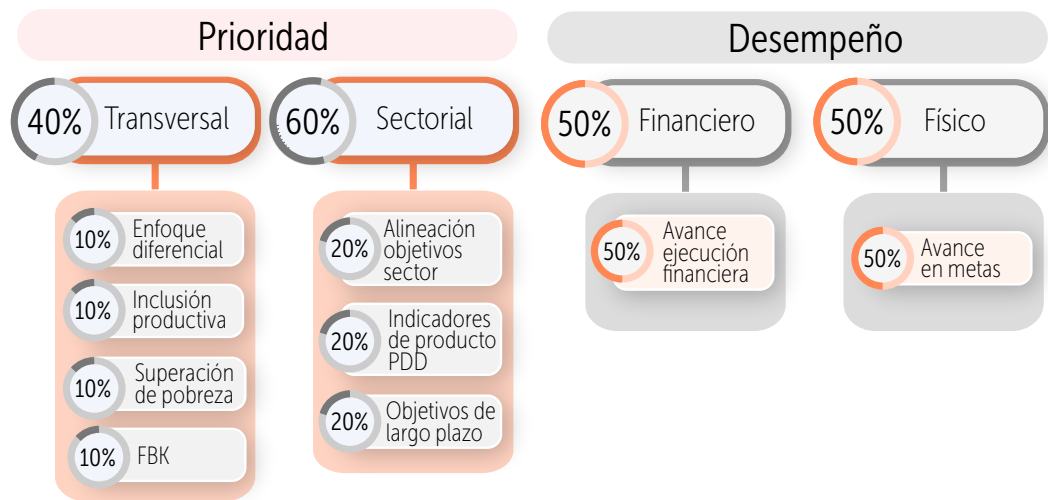 Prioridad
40%
Transversal
10%
Enfoque
diferencial
10%
Inclusión
productiva
10%
Superación
de pobreza
10%
FBK
60%
Sectorial
20%
Alineación
objetivos
sector
20%
Indicadores
de producto
PDD
20%
Objetivos de
largo plazo
Desempeño
50%
Financiero
50%
Avance
ejecución
financiera
50%
Físico
50%
Avance
en metas